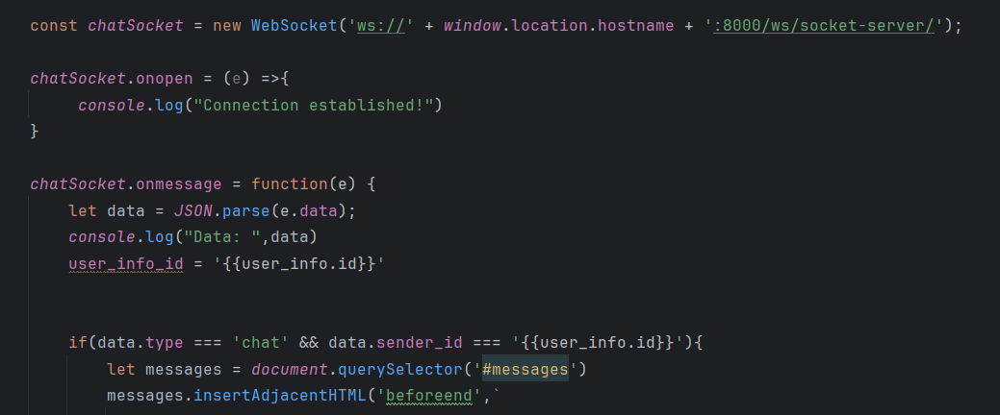 const chatSocket = new WebSocket('ws://' + window.location.hostname + ':8000/ws/socket-server/');
chatSocket.onopen = (e) =>{
console.log("Connection established!")
}
chatSocket.onmessage = function(e) {
let data = JSON.parse(e.data);
console.log("Data: ",data)
user_info_id = '{{user_info.id}}'
if(data.type === 'chat' && data.sender_id === '{{user_info.id}}'){
let messages = document.querySelector('#messages')
messages.insertAdjacentHTML('beforeend',`